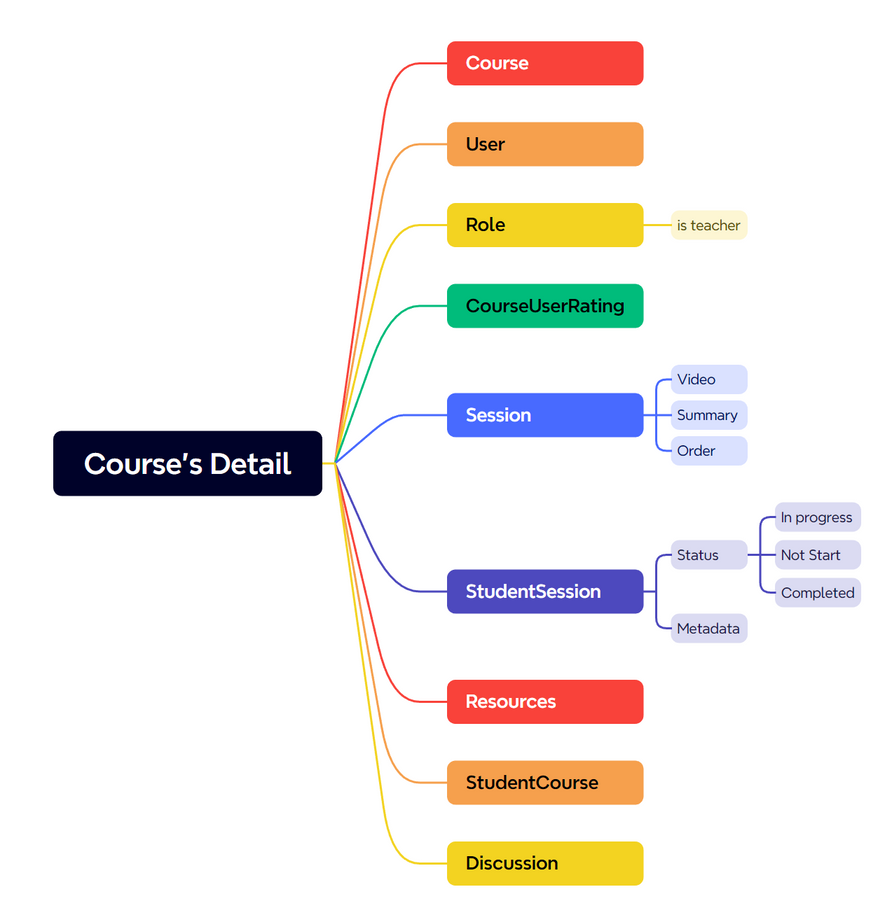 Course's Detail
Course
User
Role
is teacher
CourseUserRating
Session
Video
Summary
Order
StudentSession
Status
In progress
Not Start
Completed
Metadata
Resources
StudentCourse
Discussion